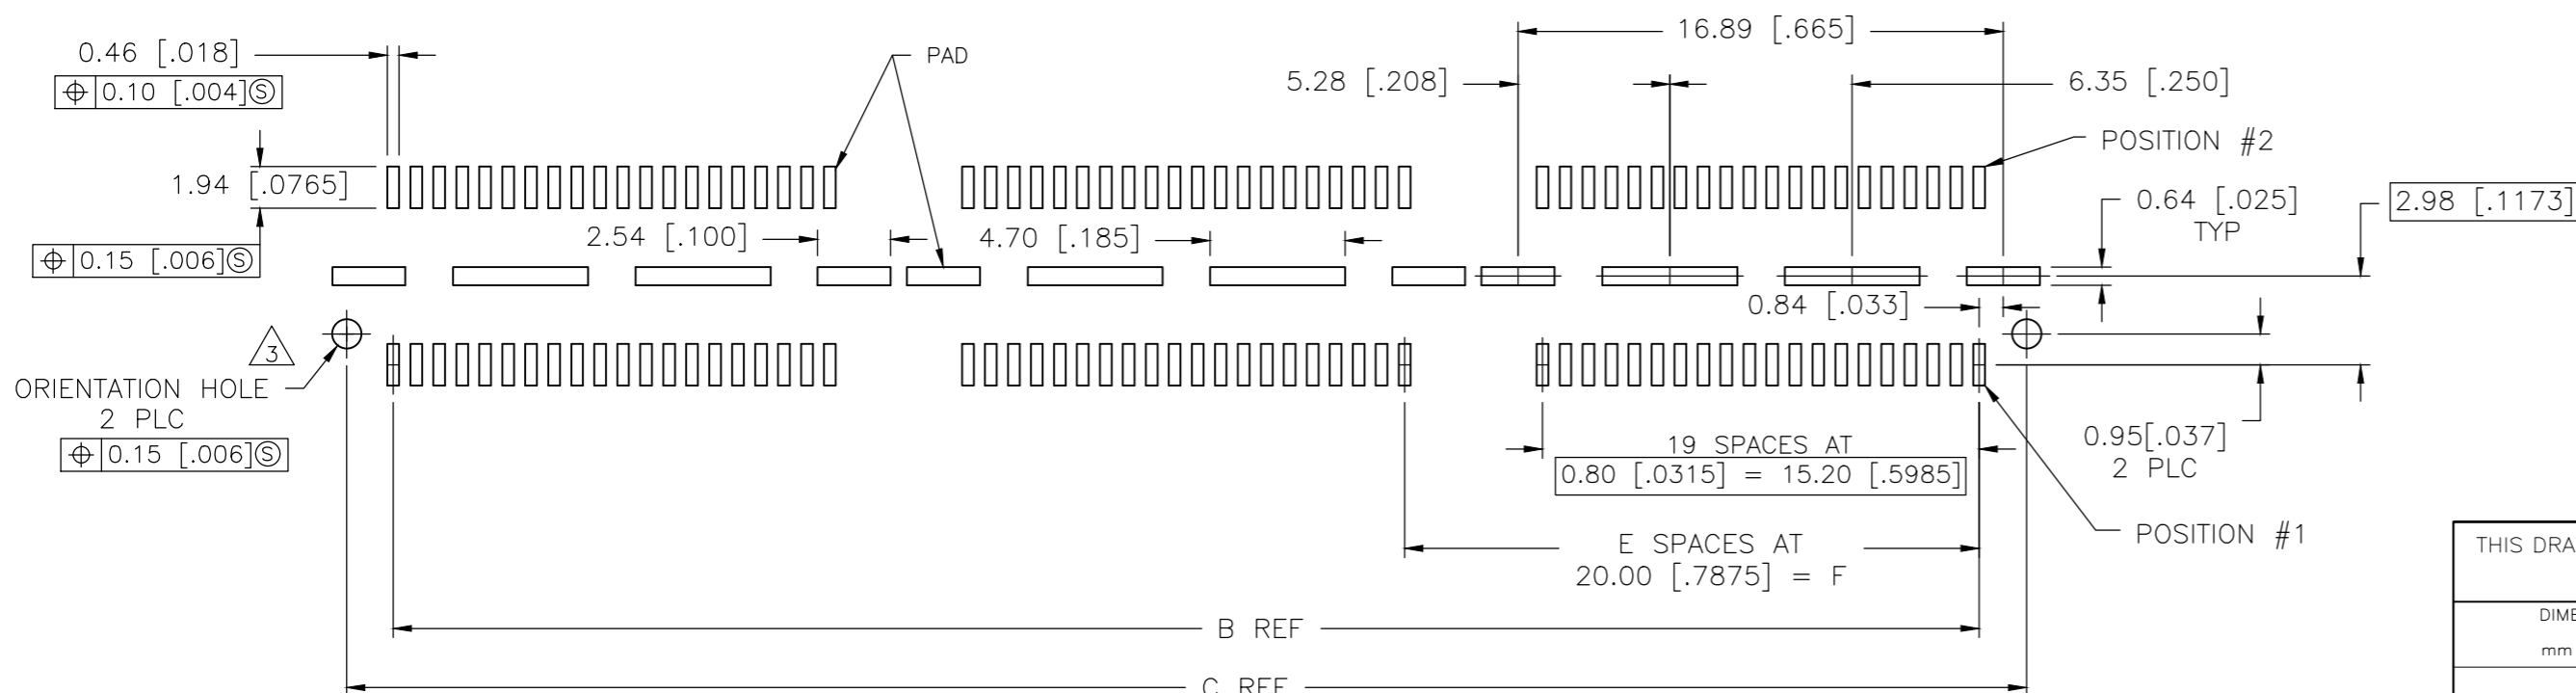 0.46 [.018]
⌖ 0.10 [.004]Ⓢ
PAD
16.89 [.665]
5.28 [.208]
6.35 [.250]
POSITION #2
1.94 [.0765]
⌖ 0.15 [.006]Ⓢ
2.54 [.100]
4.70 [.185]
0.64 [.025]
TYP
2.98 [.1173]
0.84 [.033]
3
ORIENTATION HOLE
2 PLC
⌖ 0.15 [.006]Ⓢ
19 SPACES AT
0.80 [.0315] = 15.20 [.5985]
0.95[.037]
2 PLC
E SPACES AT
20.00 [.7875] = F
POSITION #1
B REF
C REF
THIS DRA
DIME
mm